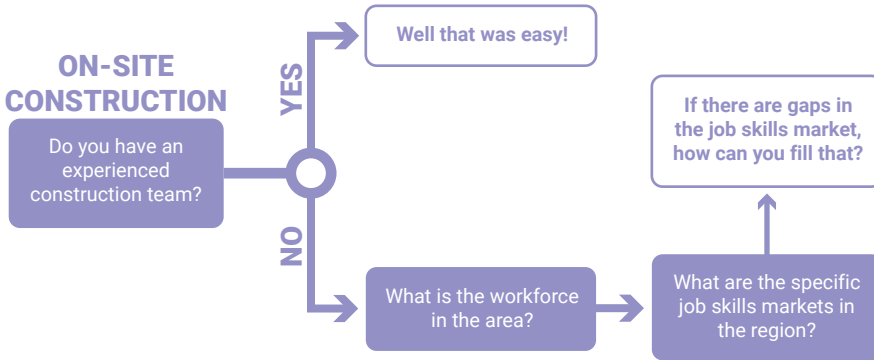 ON-SITE
CONSTRUCTION
Do you have an
experienced
construction team?
YES
Well that was easy!
NO
What is the workforce
in the area?
What are the specific
job skills markets in
the region?
If there are gaps in
the job skills market,
how can you fill that?